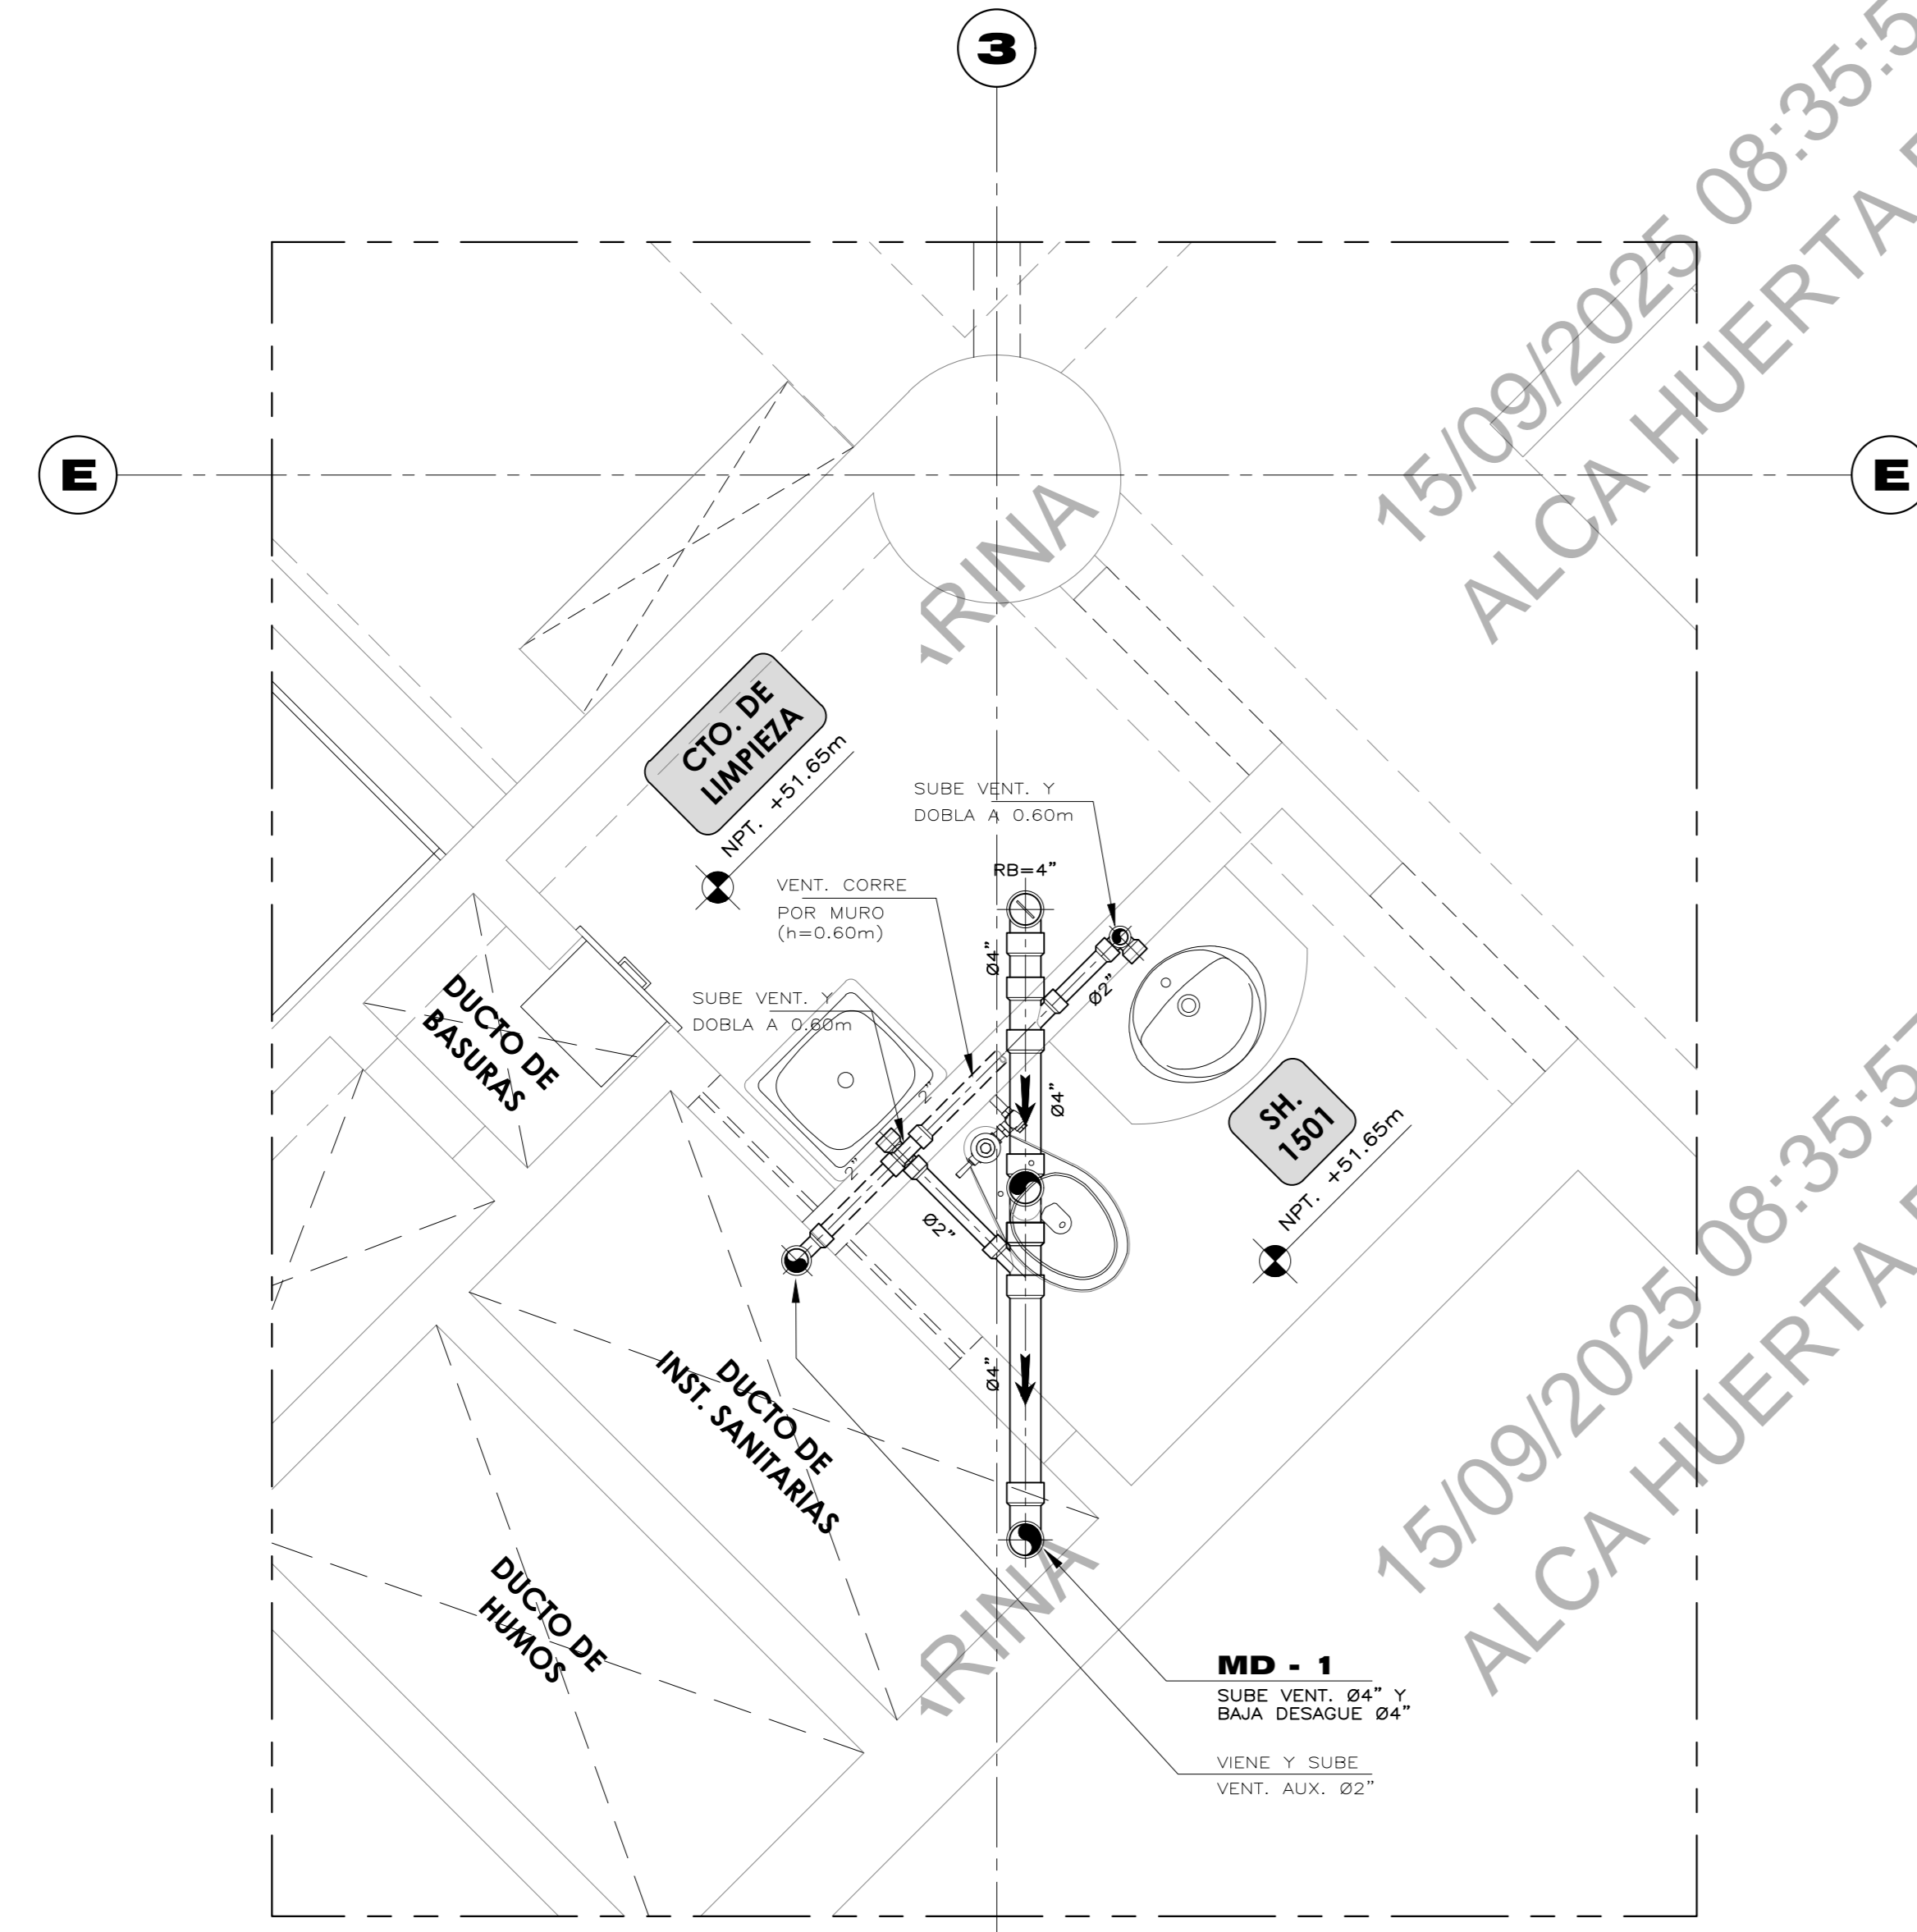 3
15/09/2025 08:35:5
ALCA HUERTA
E
E
ARINA
CTO. DE
LIMPIEZA
NPT. +51.65m
SUBE VENT. Y
DOBLA A 0.60m
RB=4”
VENT. CORRE
POR MURO
(h=0.60m)
Ø4”
Ø2”
SUBE VENT. Y
DOBLA A 0.60m
DUCTO DE
BASURAS
2”
2”
Ø4”
SH.
1501
NPT. +51.65m
Ø2”
Ø4”
DUCTO DE
INST. SANITARIAS
15/09/2025 08:35:5
ALCA HUERTA
DUCTO DE
HUMOS
ARINA
MD - 1
SUBE VENT. Ø4” Y
BAJA DESAGUE Ø4”
VIENE Y SUBE
VENT. AUX. Ø2”